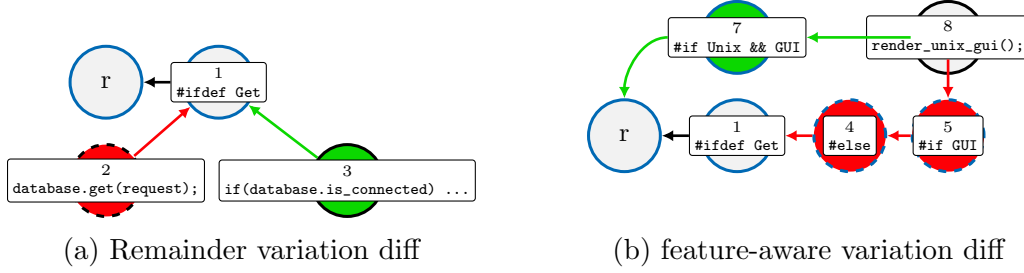 r
1
#ifdef Get
2
database.get(request);
3
if(database.is_connected) ...
(a) Remainder variation diff
7
#if Unix && GUI
8
render_unix_gui();
r
1
#ifdef Get
4
#else
5
#if GUI
(b) feature-aware variation diff